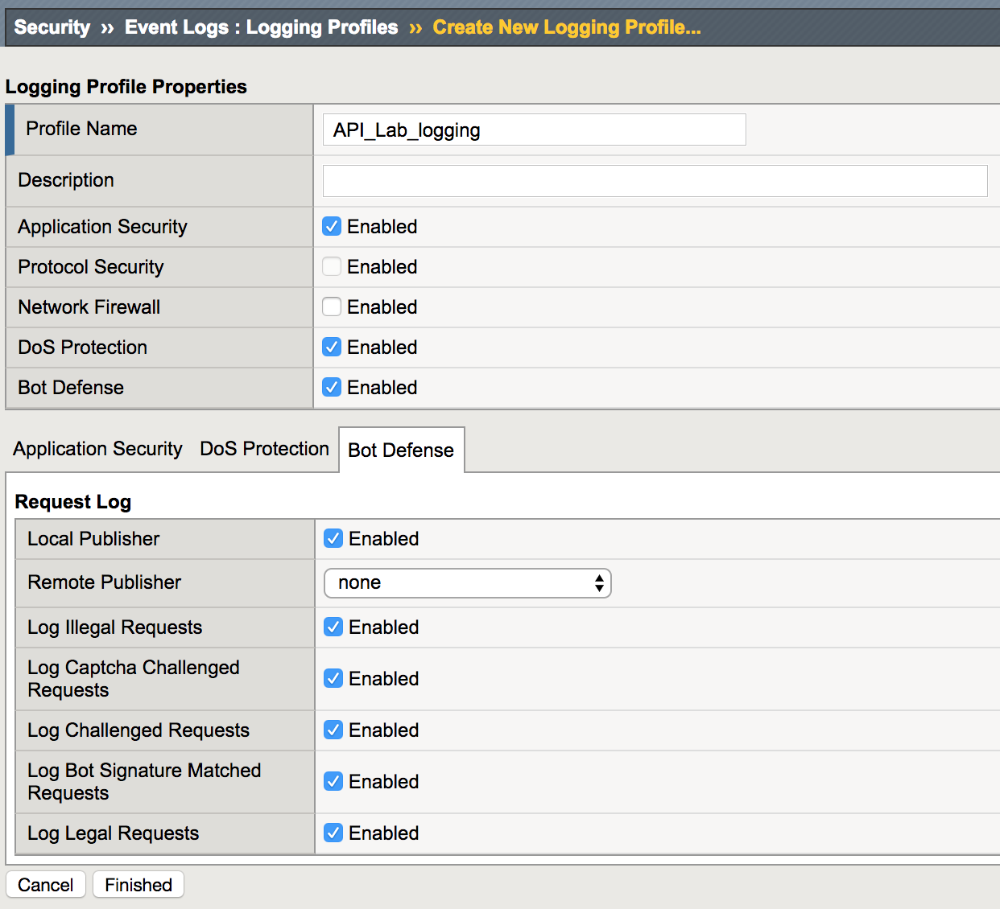 Security ›› Event Logs : Logging Profiles ›› Create New Logging Profile...
Logging Profile Properties
Profile Name API_Lab_logging
Description
Application Security Enabled
Protocol Security Enabled
Network Firewall Enabled
DoS Protection Enabled
Bot Defense Enabled
Application Security DoS Protection Bot Defense
Request Log
Local Publisher Enabled
Remote Publisher none
Log Illegal Requests Enabled
Log Captcha Challenged
Requests Enabled
Log Challenged Requests Enabled
Log Bot Signature Matched
Requests Enabled
Log Legal Requests Enabled
Cancel Finished